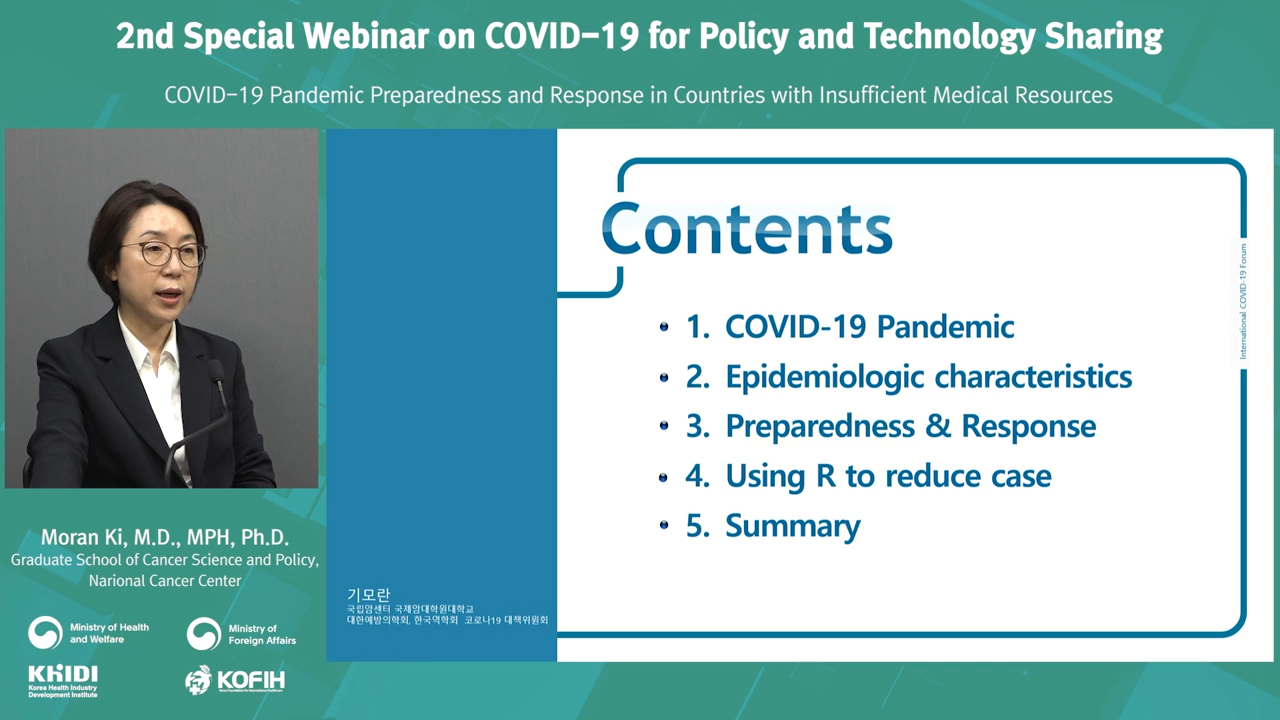 2nd Special Webinar on COVID-19 for Policy and Technology Sharing
COVID-19 Pandemic Preparedness and Response in Countries with Insufficient Medical Resources
Contents
• 1. COVID-19 Pandemic
• 2. Epidemiologic characteristics
• 3. Preparedness & Response
• 4. Using R to reduce case
• 5. Summary
International COVID-19 Forum
기모란
국립암센터 국제암대학원대학교
대한예방의학회, 한국역학회 코로나19 대책위원회
Moran Ki, M.D., MPH, Ph.D.
Graduate School of Cancer Science and Policy,
Narional Cancer Center
Ministry of Health
and Welfare
Ministry of
Foreign Affairs
KHIDI
Korea Health Industry
Development Institute
KOFIH
Korea Foundation for International Healthcare